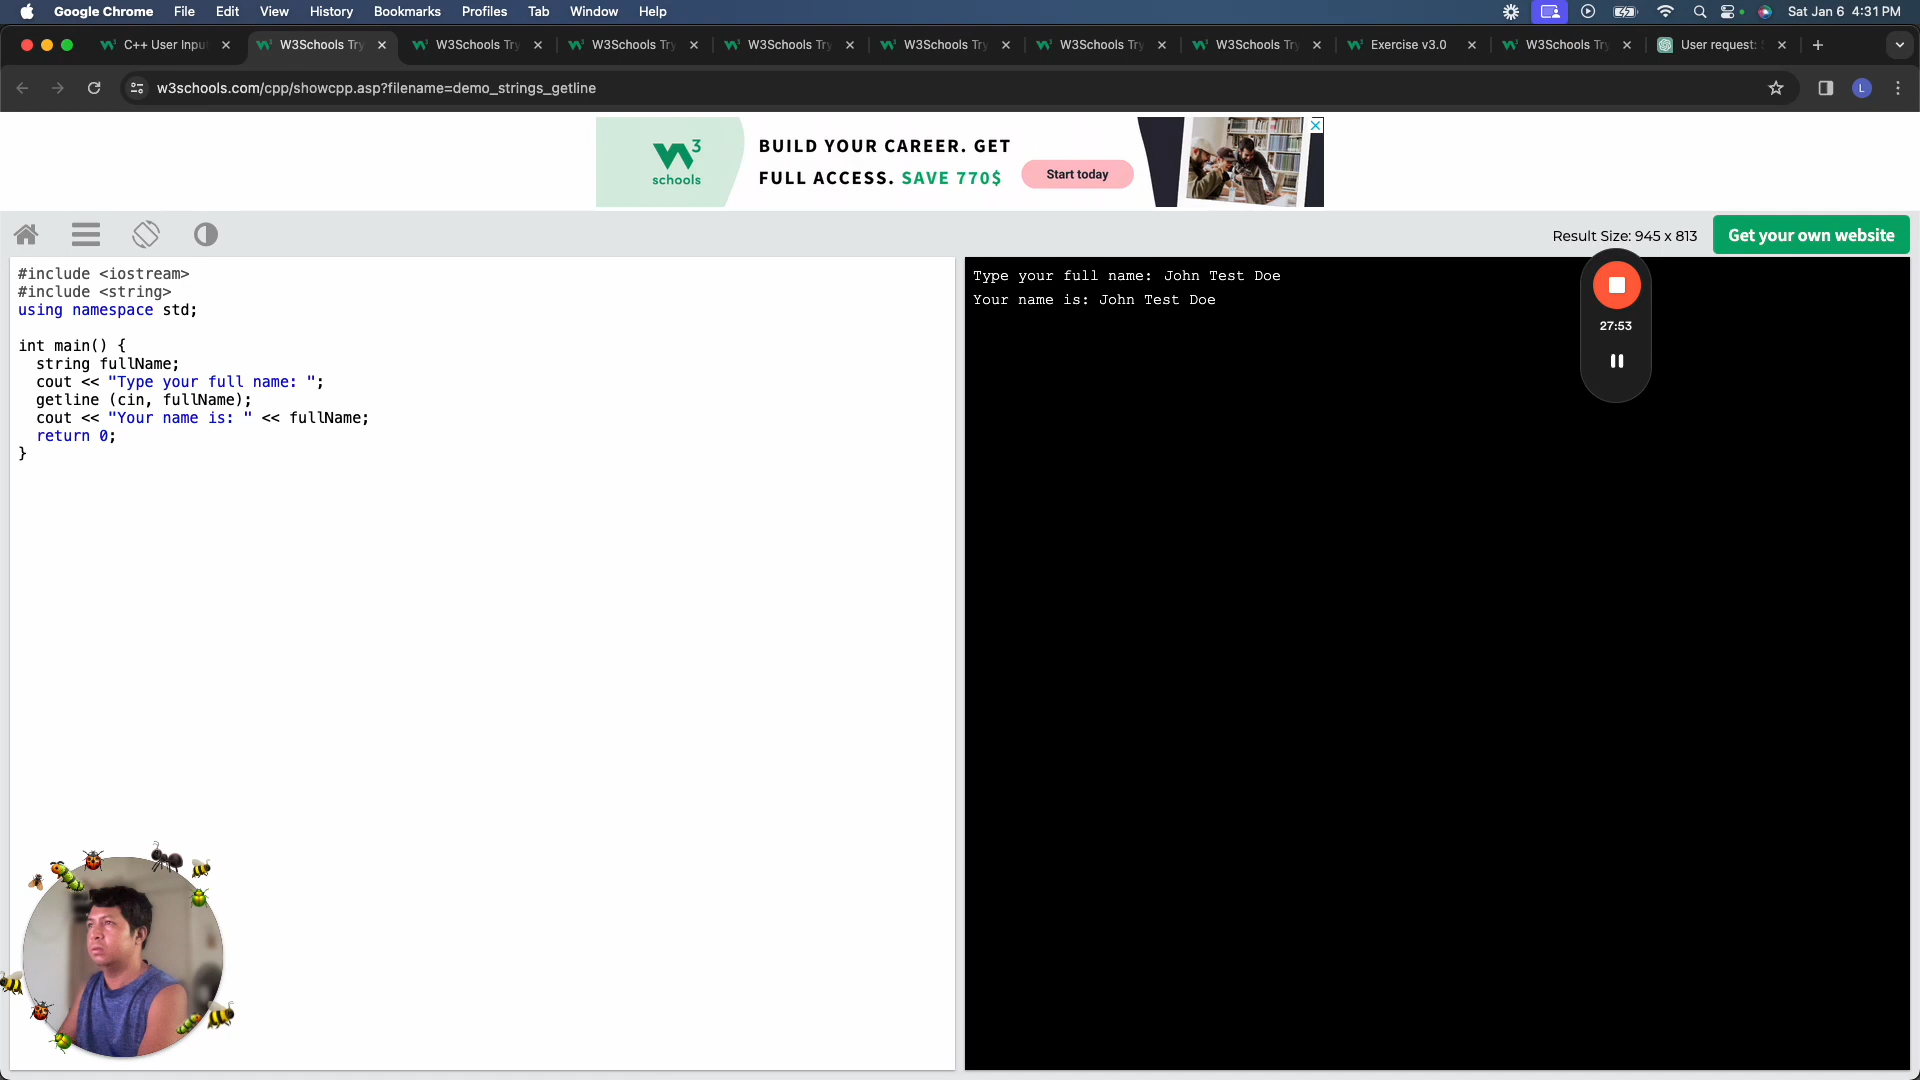 Google Chrome File Edit View History Bookmarks Profiles Tab Window Help Sat Jan 6 4:31 PM
C++ User Inpu W3Schools Try W3Schools Try W3Schools Try W3Schools Try W3Schools Try W3Schools Try W3Schools Try Exercise v3.0 W3Schools Try User request:
w3schools.com/cpp/showcpp.asp?filename=demo_strings_getline L
3
schools
BUILD YOUR CAREER. GET
FULL ACCESS. SAVE 770$
Start today
Result Size: 945 x 813 Get your own website
#include <iostream>
#include <string>
using namespace std;
int main() {
string fullName;
cout << "Type your full name: ";
getline (cin, fullName);
cout << "Your name is: " << fullName;
return 0;
}
Type your full name: John Test Doe
Your name is: John Test Doe
27:53